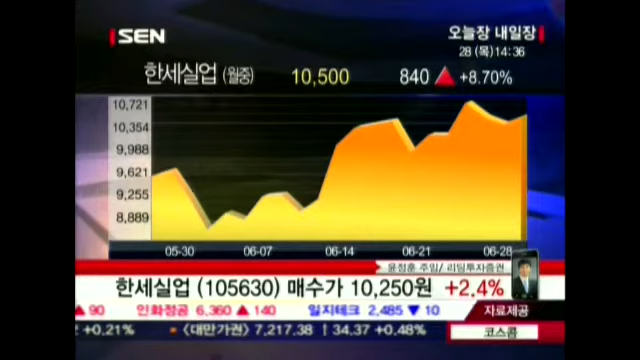 SEN
오늘장 내일장
28 (목) 14:36
한세실업 (월중) 10,500 840 ▲ +8.70%
10,721
10,354
9,988
9,621
9,255
8,889
05-30 06-07 06-14 06-21 06-28
윤정훈 주임/ 리딩투자증권
한세실업 (105630) 매수가 10,250원 +2.4%
▲ 90 인화정공 6,360 ▲ 140 일지테크 2,485 ▼ 10 자료제공
+0.21% <대만가권> 7,217.38 ↑ 34.37 +0.48% 코스콤